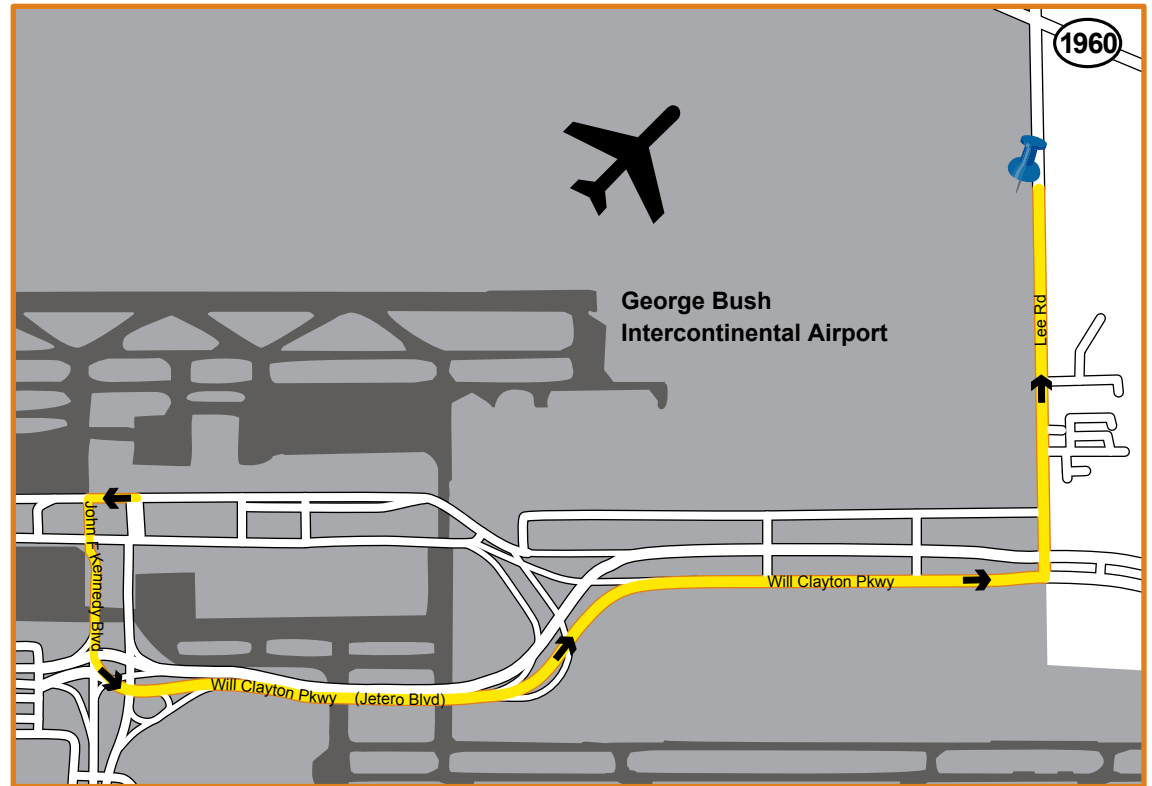 1960
George Bush
Intercontinental Airport
Lee Rd
John F Kennedy Blvd
Will Clayton Pkwy
Will Clayton Pkwy (Jetero Blvd)